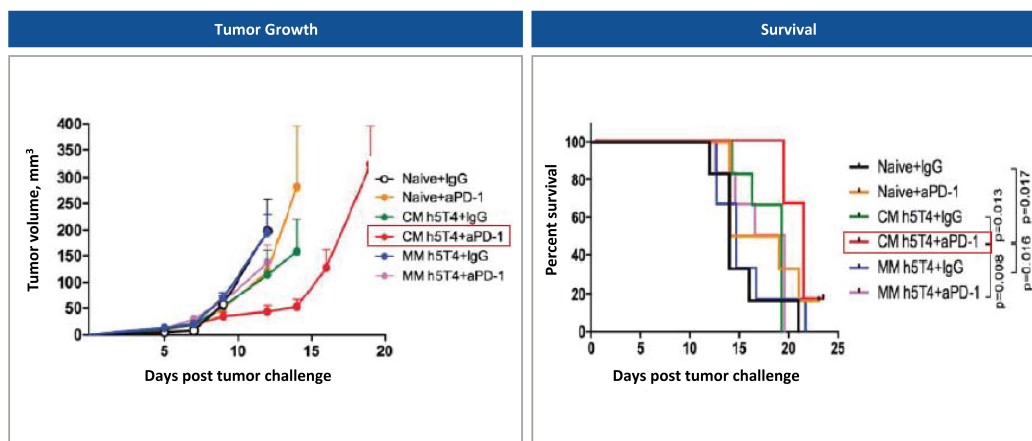 Tumor Growth
Tumor volume, mm³
400
350
300
250
200
150
100
50
0
5
10
15
20
Days post tumor challenge
Naive+IgG
Naive+aPD-1
CM h5T4+IgG
CM h5T4+aPD-1
MM h5T4+IgG
MM h5T4+aPD-1
Survival
Percent survival
100
80
60
40
20
0
0
5
10
15
20
25
Days post tumor challenge
Naive+IgG
Naive+aPD-1
CM h5T4+IgG
CM h5T4+aPD-1
MM h5T4+IgG
MM h5T4+aPD-1
p=0.013
p=0.008
p=0.017
p=0.016